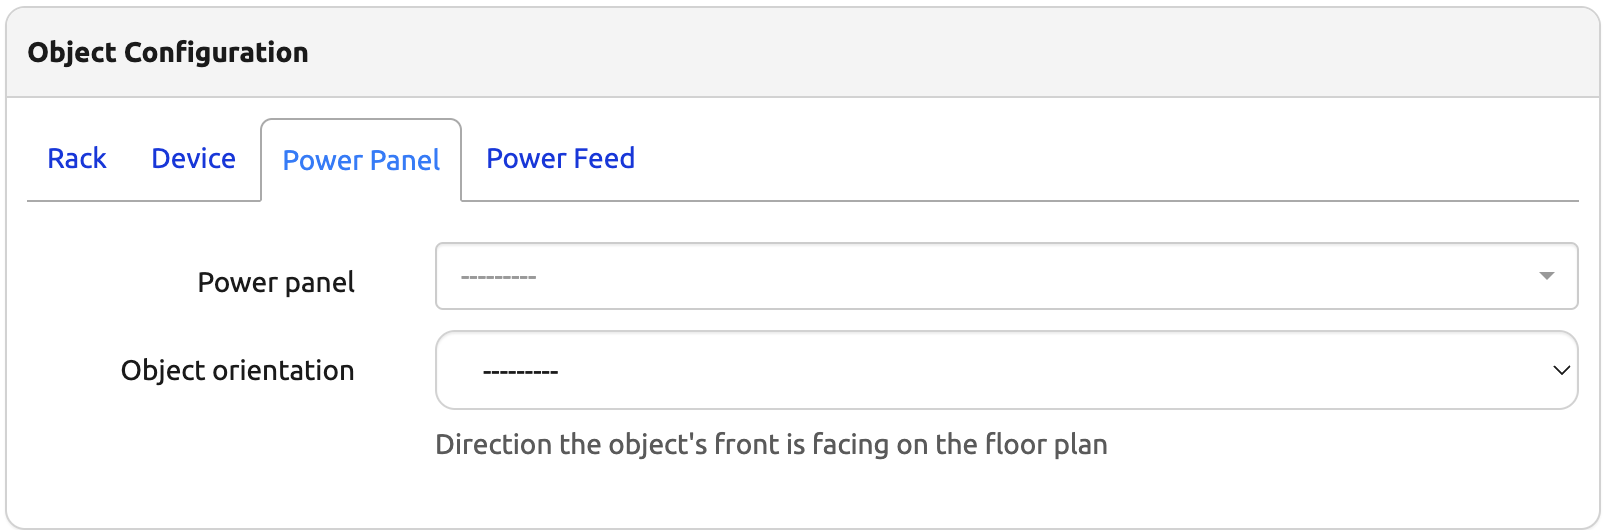 Object Configuration
Rack Device Power Panel Power Feed
Power panel ---------
Object orientation ---------
Direction the object's front is facing on the floor plan